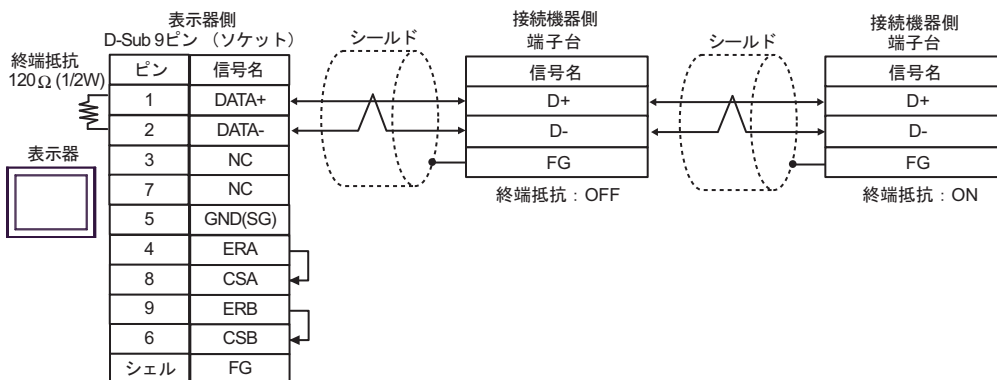 表示器側
D-Sub 9ピン （ソケット）
終端抵抗
120Ω (1/2W)
ピン 信号名
1 DATA+
2 DATA-
3 NC
7 NC
5 GND(SG)
4 ERA
8 CSA
9 ERB
6 CSB
シェル FG
表示器
シールド
接続機器側
端子台
信号名
D+
D-
FG
終端抵抗：OFF
シールド
接続機器側
端子台
信号名
D+
D-
FG
終端抵抗：ON